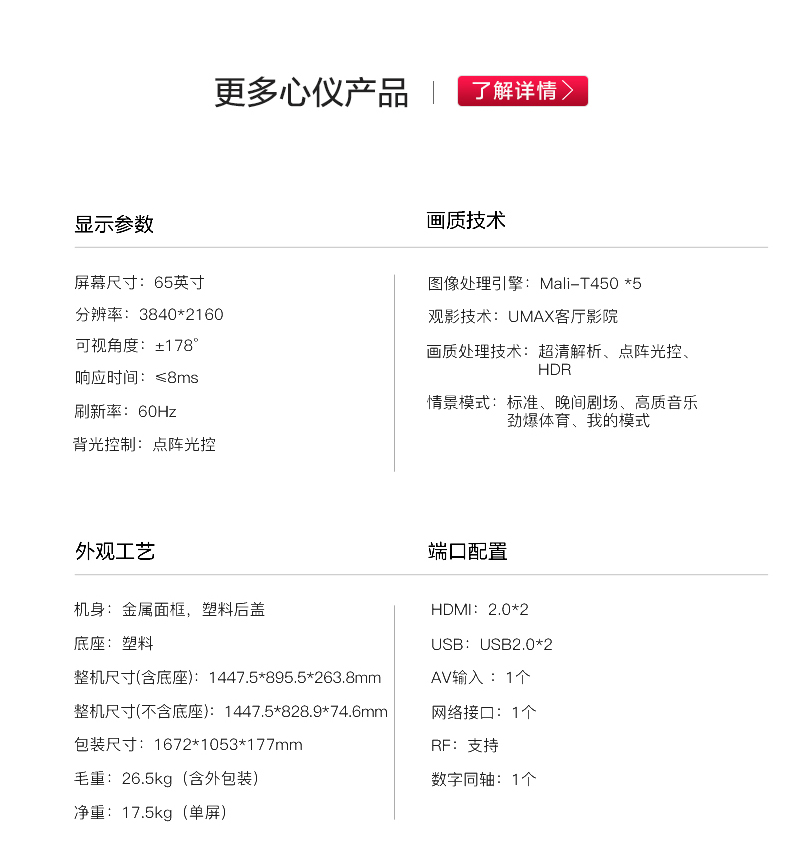 更多心仪产品 | 了解详情 >
显示参数
屏幕尺寸：65英寸
分辨率：3840*2160
可视角度：±178°
响应时间：≤8ms
刷新率：60Hz
背光控制：点阵光控
画质技术
图像处理引擎：Mali-T450 *5
观影技术：UMAX客厅影院
画质处理技术：超清解析、点阵光控、
HDR
情景模式：标准、晚间剧场、高质音乐
劲爆体育、我的模式
外观工艺
机身：金属面框，塑料后盖
底座：塑料
整机尺寸(含底座)：1447.5*895.5*263.8mm
整机尺寸(不含底座)：1447.5*828.9*74.6mm
包装尺寸：1672*1053*177mm
毛重：26.5kg（含外包装）
净重：17.5kg（单屏）
端口配置
HDMI：2.0*2
USB：USB2.0*2
AV输入 ：1个
网络接口：1个
RF：支持
数字同轴：1个